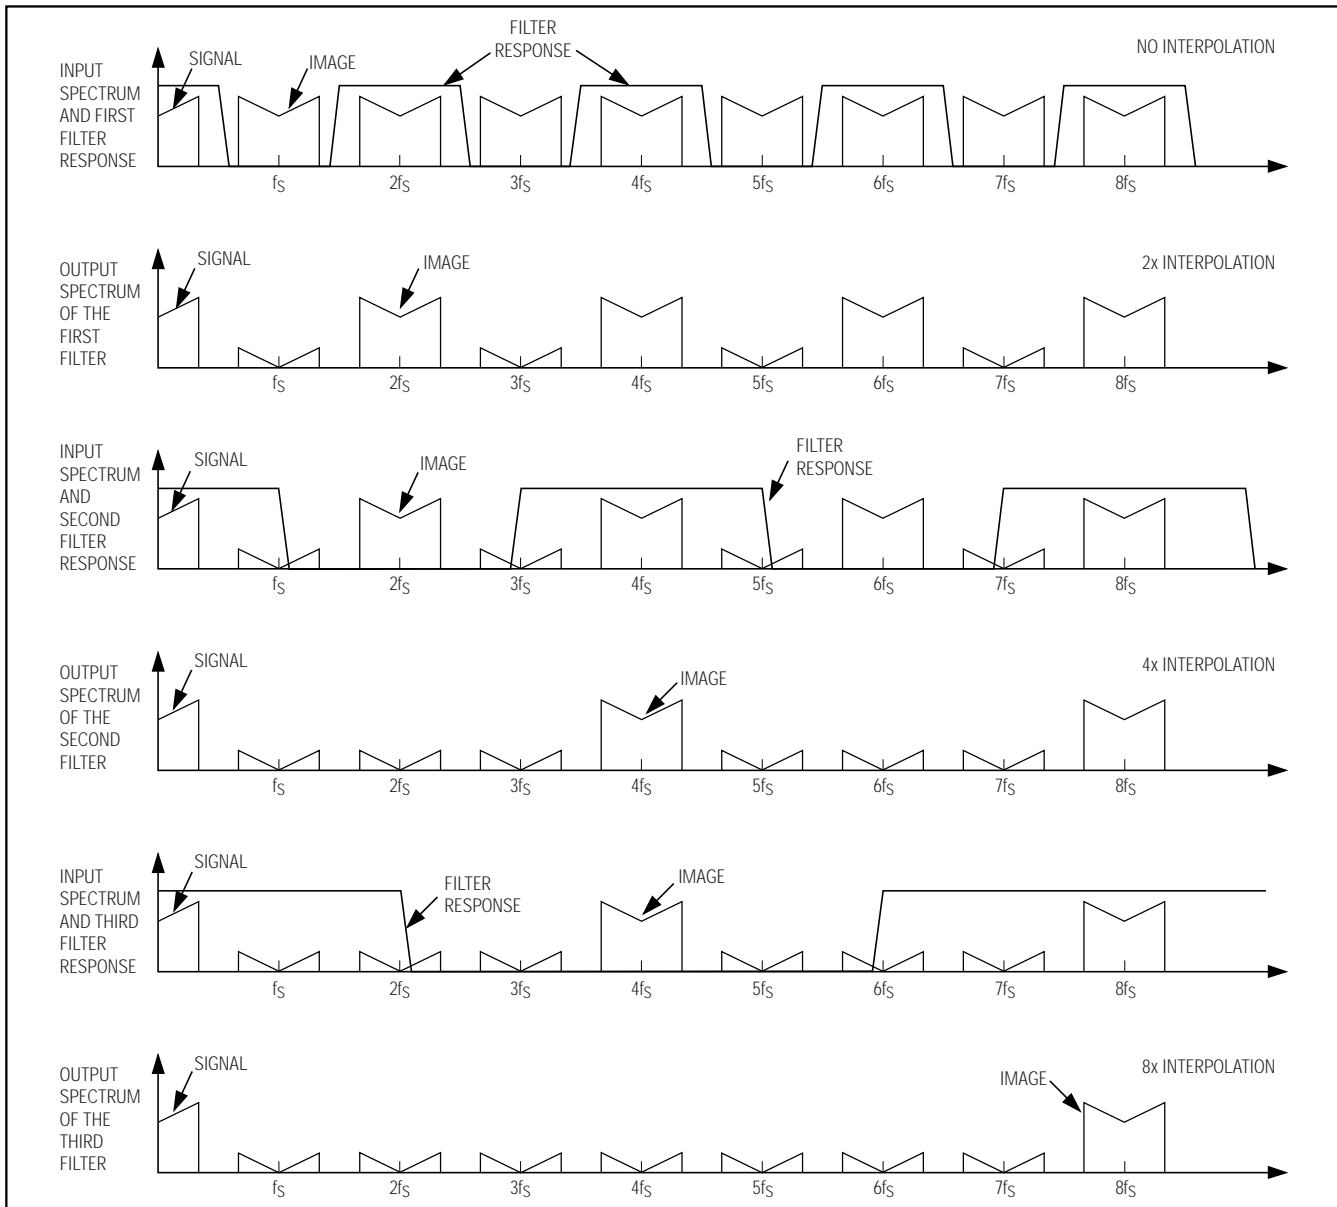 FILTER
RESPONSE
NO INTERPOLATION
SIGNAL
IMAGE
INPUT
SPECTRUM
AND FIRST
FILTER
RESPONSE
fS 2fS 3fS 4fS 5fS 6fS 7fS 8fS
SIGNAL
IMAGE
2x INTERPOLATION
OUTPUT
SPECTRUM
OF THE
FIRST
FILTER
fS 2fS 3fS 4fS 5fS 6fS 7fS 8fS
INPUT
SPECTRUM
AND
SECOND
FILTER
RESPONSE
SIGNAL
IMAGE
FILTER
RESPONSE
fS 2fS 3fS 4fS 5fS 6fS 7fS 8fS
SIGNAL
IMAGE
4x INTERPOLATION
OUTPUT
SPECTRUM
OF THE
SECOND
FILTER
fS 2fS 3fS 4fS 5fS 6fS 7fS 8fS
SIGNAL
FILTER
RESPONSE
IMAGE
INPUT
SPECTRUM
AND THIRD
FILTER
RESPONSE
fS 2fS 3fS 4fS 5fS 6fS 7fS 8fS
SIGNAL
IMAGE
8x INTERPOLATION
OUTPUT
SPECTRUM
OF THE
THIRD
FILTER
fS 2fS 3fS 4fS 5fS 6fS 7fS 8fS